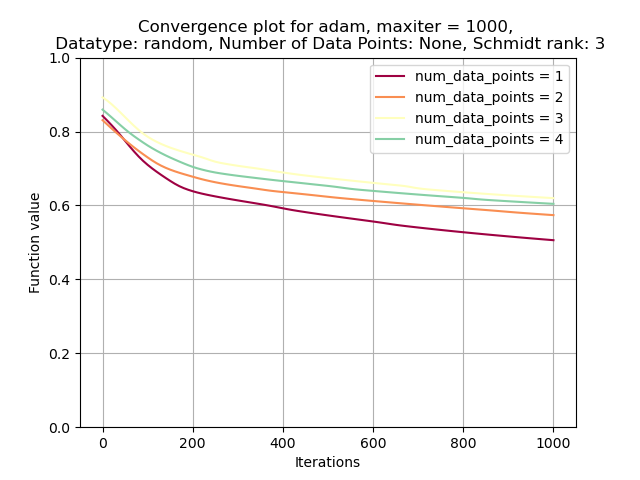 Convergence plot for adam, maxiter = 1000,
Datatype: random, Number of Data Points: None, Schmidt rank: 3
num_data_points = 1
num_data_points = 2
num_data_points = 3
num_data_points = 4
1.0
0.8
0.6
0.4
0.2
0.0
Function value
0 200 400 600 800 1000
Iterations